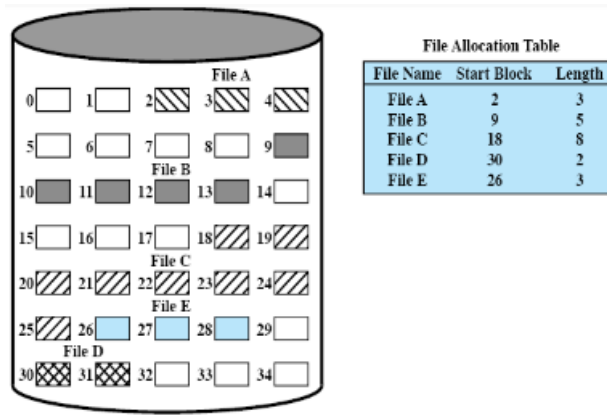 File Allocation Table
File Name Start Block Length
File A 2 3
File B 9 5
File C 18 8
File D 30 2
File E 26 3
File A
0 1 2 3 4
5 6 7 8 9
File B
10 11 12 13 14
15 16 17 18 19
File C
20 21 22 23 24
File E
25 26 27 28 29
File D
30 31 32 33 34